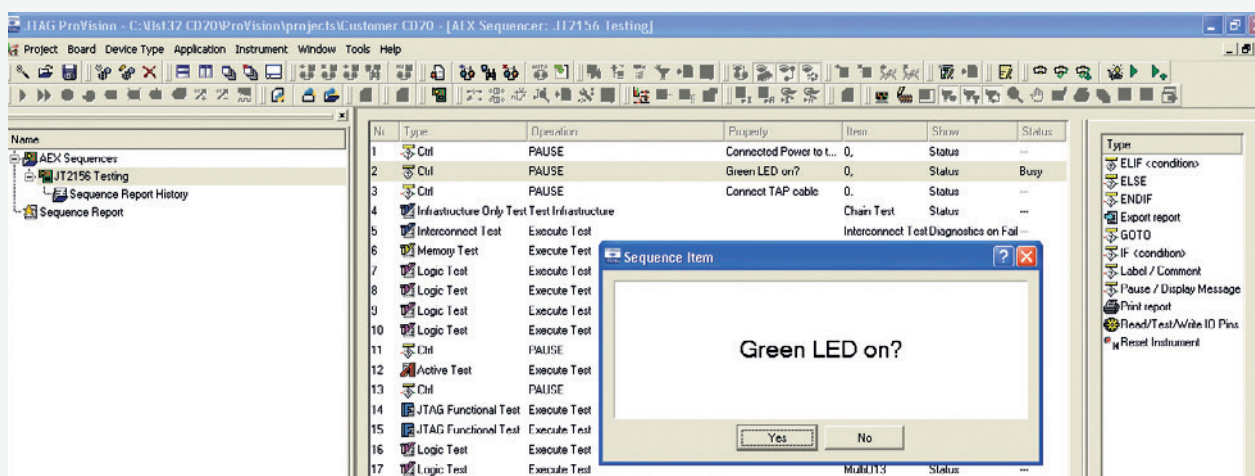 JTAG ProVision - C:\Bst32 CD20\ProVision\projects\Customer CD20 - [AEX Sequencer: JT2156 Testing]
Project Board Device Type Application Instrument Window Tools Help
Name
AEX Sequences
JT2156 Testing
Sequence Report History
Sequence Report
Nr Type Operation Property Item Show Status
1 Ctrl PAUSE Connected Power to t... 0, Status ---
2 Ctrl PAUSE Green LED on? 0, Status Busy
3 Ctrl PAUSE Connect TAP cable 0, Status ---
4 Infrastructure Only Test Test Infrastructure Chain Test Status ---
5 Interconnect Test Execute Test Interconnect Test Diagnostics on Fail ---
6 Memory Test Execute Test
7 Logic Test Execute Test
8 Logic Test Execute Test
9 Logic Test Execute Test
10 Logic Test Execute Test
11 Ctrl PAUSE
12 Active Test Execute Test
13 Ctrl PAUSE
14 JTAG Functional Test Execute Test
15 JTAG Functional Test Execute Test
16 Logic Test Execute Test
17 Logic Test Execute Test MultiU13 Status ---
Sequence Item
Green LED on?
Yes No
Type
ELIF <condition>
ELSE
ENDIF
Export report
GOTO
IF <condition>
Label / Comment
Pause / Display Message
Print report
Read/Test/Write IO Pins
Reset Instrument